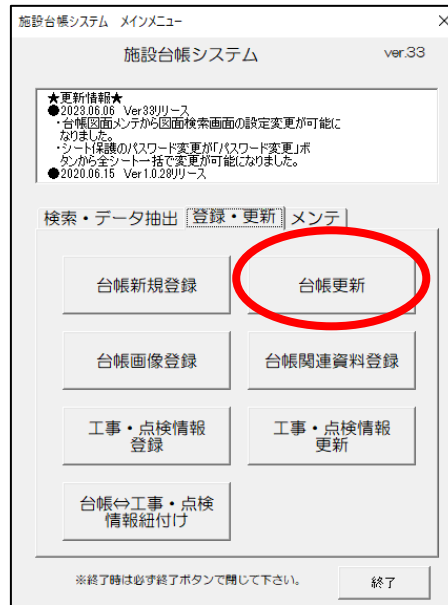 施設台帳システム メインメニュー
施設台帳システム
ver.33
★更新情報★
●2023.06.06 Ver33リリース
・台帳図面メンテから図面検索画面の設定変更が可能に
なりました。
・シート保護のパスワード変更が「パスワード変更」ボ
タンから全シート一括で変更が可能になりました。
●2020.06.15 Ver1.0.28リリース
検索・データ抽出 登録・更新 メンテ
台帳新規登録
台帳更新
台帳画像登録
台帳関連資料登録
工事・点検情報
登録
工事・点検情報
更新
台帳⇔工事・点検
情報紐付け
※終了時は必ず終了ボタンで閉じて下さい。
終了